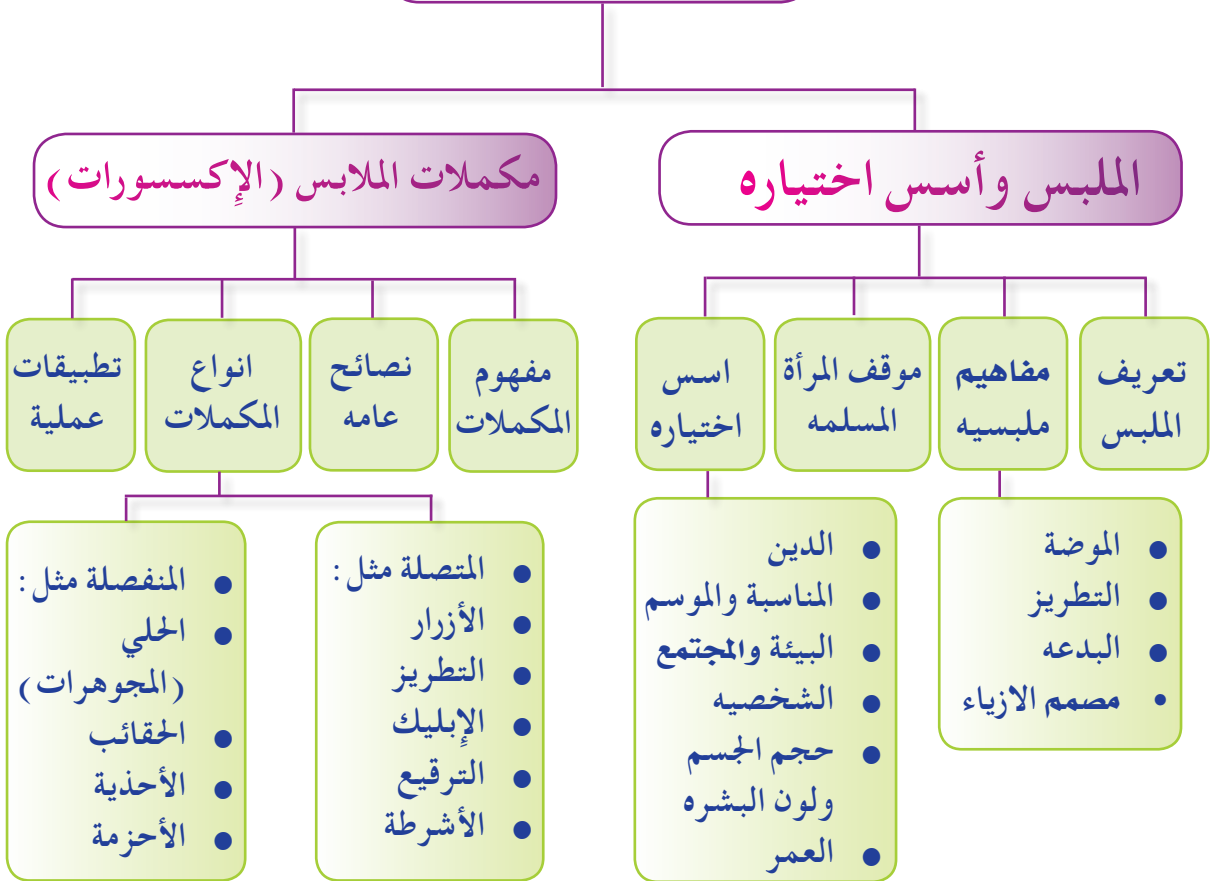 الملبس وأسس اختياره
تعريف
الملبس
مفاهيم
ملبسيه
الموضة
التطريز
البدعه
مصمم الازياء
موقف المرأة
المسلمه
اسس
اختياره
الدين
المناسبة والموسم
البيئة والمجتمع
الشخصيه
حجم الجسم
ولون البشره
العمر
مكملات الملابس (الإكسسورات)
مفهوم
المكملات
نصائح
عامه
انواع
المكملات
المتصلة مثل:
الأزرار
التطريز
الإبليك
الترقيع
الأشرطة
المنفصلة مثل:
الحلي
(المجوهرات)
الحقائب
الأحذية
الأحزمة
تطبيقات
عملية